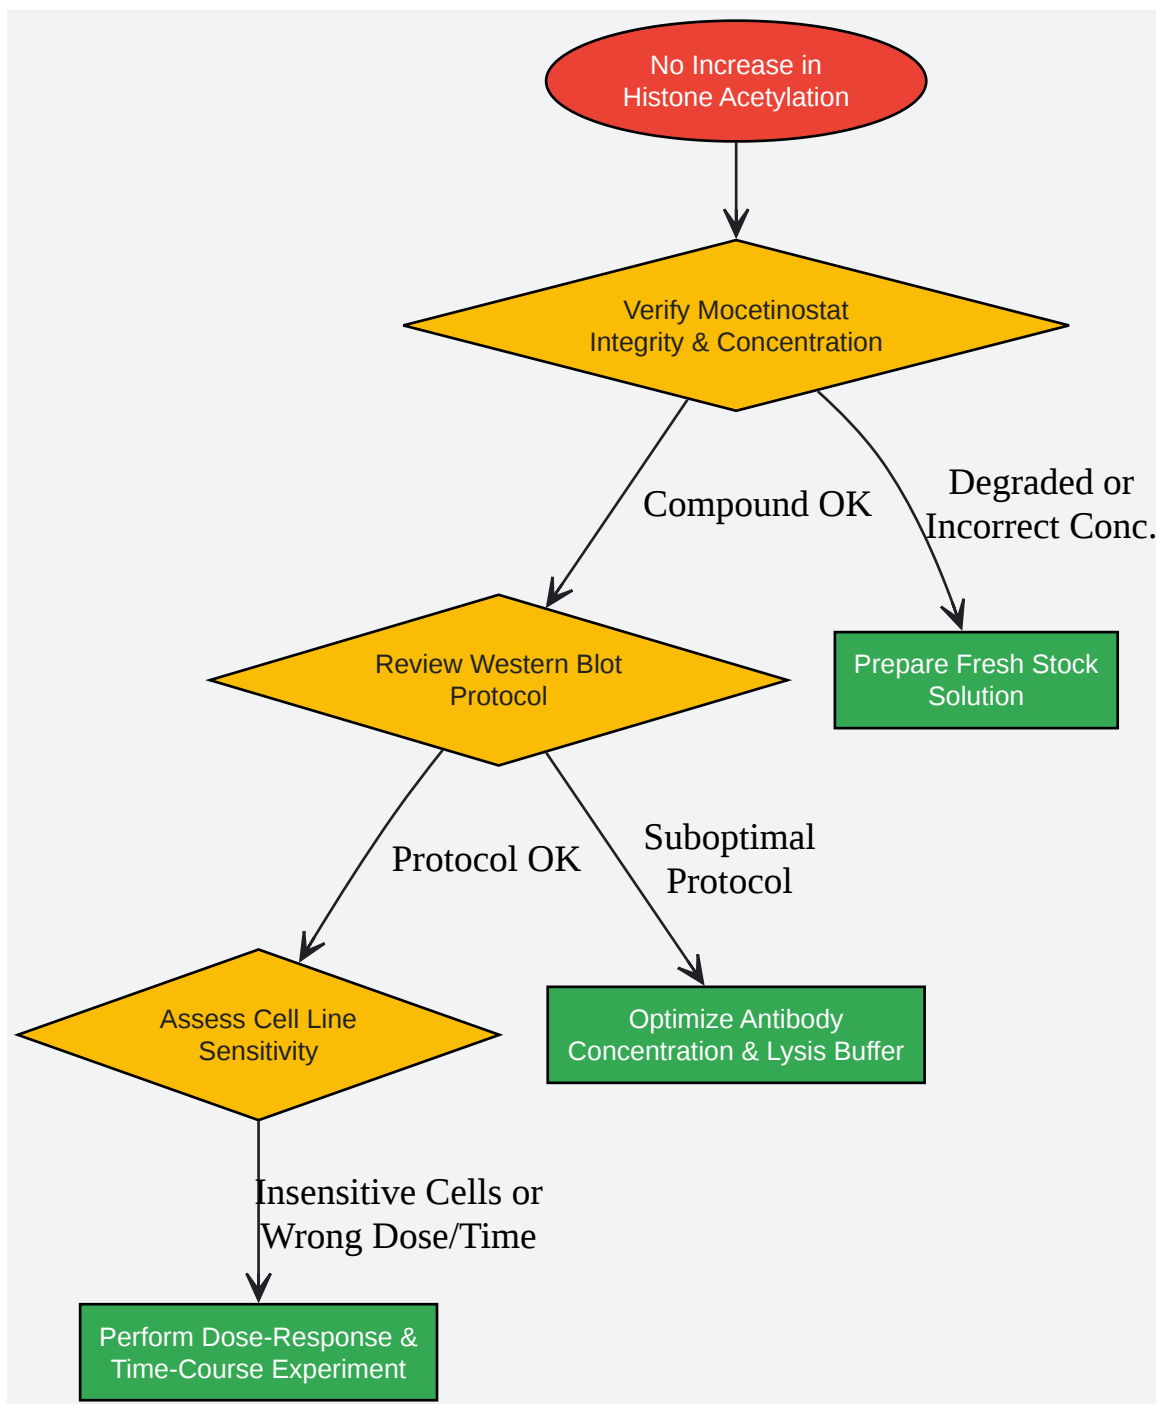 No Increase in
Histone Acetylation
Verify Mocetinostat
Integrity & Concentration
Compound OK
Degraded or
Incorrect Conc.
Review Western Blot
Protocol
Prepare Fresh Stock
Solution
Protocol OK
Suboptimal
Protocol
Assess Cell Line
Sensitivity
Optimize Antibody
Concentration & Lysis Buffer
Insensitive Cells or
Wrong Dose/Time
Perform Dose-Response &
Time-Course Experiment